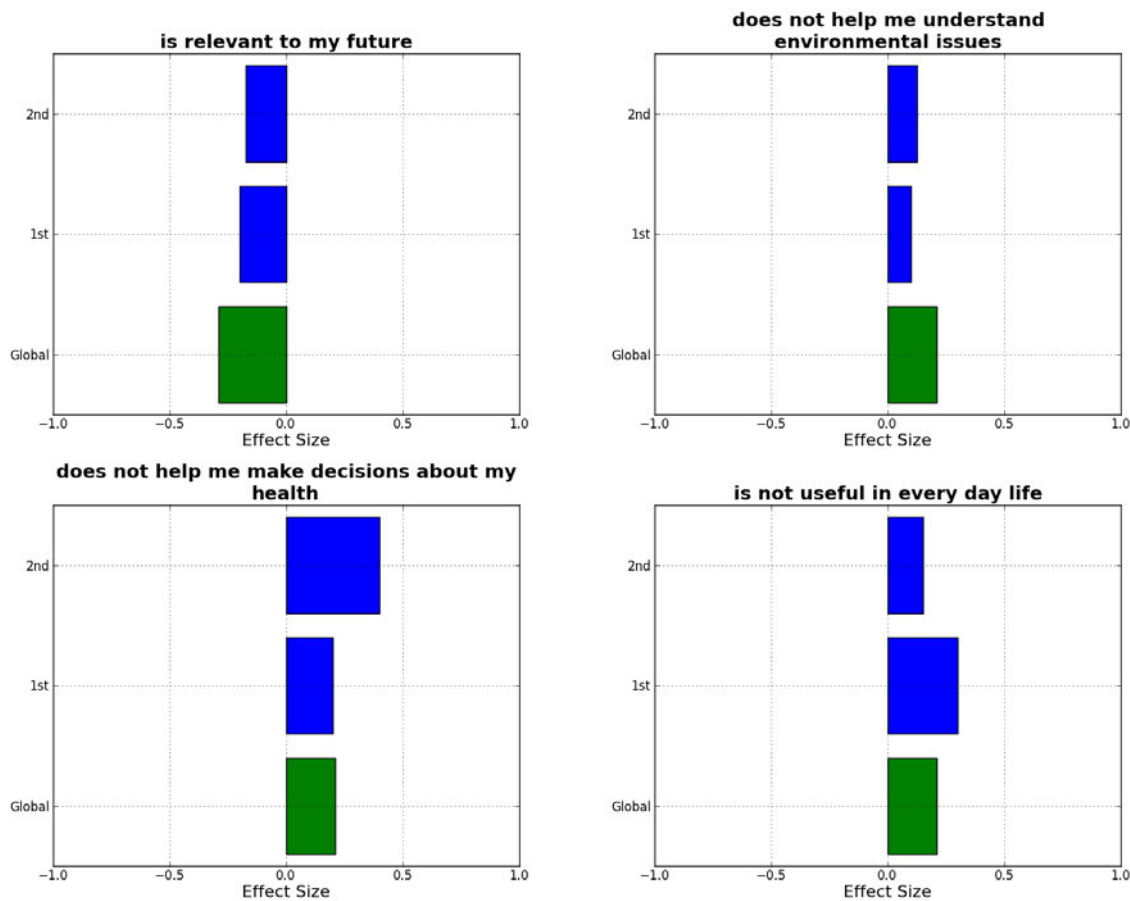 is relevant to my future
2nd
1st
Global
−1.0 −0.5 0.0 0.5 1.0
Effect Size
does not help me understand
environmental issues
2nd
1st
Global
−1.0 −0.5 0.0 0.5 1.0
Effect Size
does not help me make decisions about my
health
2nd
1st
Global
−1.0 −0.5 0.0 0.5 1.0
Effect Size
is not useful in every day life
2nd
1st
Global
−1.0 −0.5 0.0 0.5 1.0
Effect Size